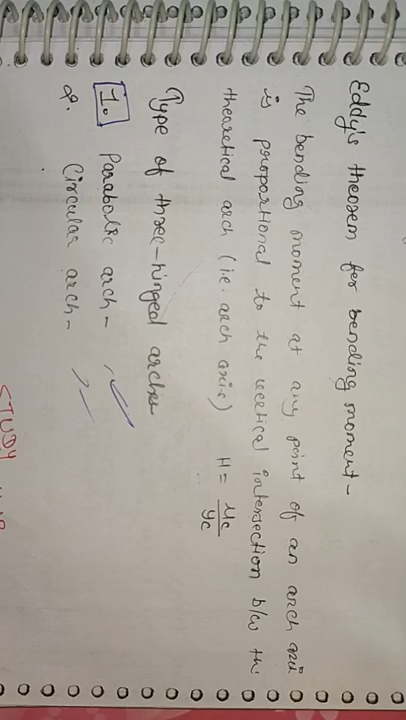 Eddy's theorem for bending moment-
The bending moment at any point of an arch axis
is proportional to the vertical intersection b/w the
theoretical arch (i.e. arch axis) H = μc/yc
Type of three-hinged arches
1. Parabolic arch-
2. Circular arch-
STUDY